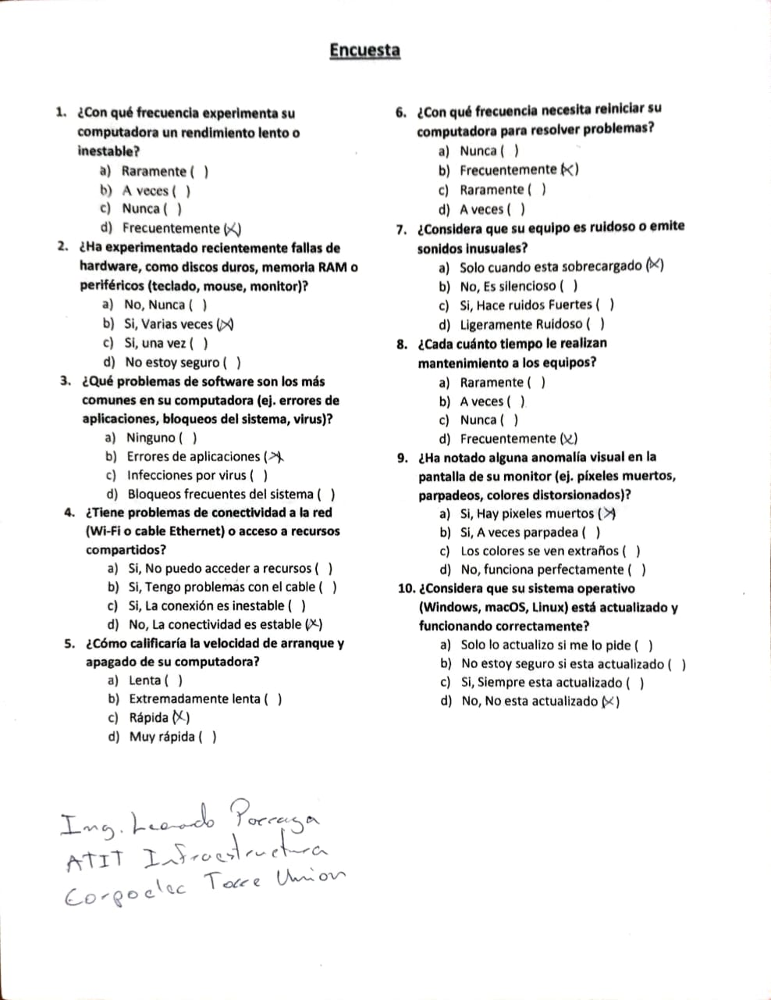 Encuesta
1. ¿Con qué frecuencia experimenta su
computadora un rendimiento lento o
inestable?
a) Raramente ( )
b) A veces ( )
c) Nunca ( )
d) Frecuentemente (X)
2. ¿Ha experimentado recientemente fallas de
hardware, como discos duros, memoria RAM o
periféricos (teclado, mouse, monitor)?
a) No, Nunca ( )
b) Si, Varias veces (X)
c) Si, una vez ( )
d) No estoy seguro ( )
3. ¿Qué problemas de software son los más
comunes en su computadora (ej. errores de
aplicaciones, bloqueos del sistema, virus)?
a) Ninguno ( )
b) Errores de aplicaciones (X)
c) Infecciones por virus ( )
d) Bloqueos frecuentes del sistema ( )
4. ¿Tiene problemas de conectividad a la red
(Wi-Fi o cable Ethernet) o acceso a recursos
compartidos?
a) Si, No puedo acceder a recursos ( )
b) Si, Tengo problemas con el cable ( )
c) Si, La conexión es inestable ( )
d) No, La conectividad es estable (X)
5. ¿Cómo calificaría la velocidad de arranque y
apagado de su computadora?
a) Lenta ( )
b) Extremadamente lenta ( )
c) Rápida (X)
d) Muy rápida ( )
6. ¿Con qué frecuencia necesita reiniciar su
computadora para resolver problemas?
a) Nunca ( )
b) Frecuentemente (X)
c) Raramente ( )
d) A veces ( )
7. ¿Considera que su equipo es ruidoso o emite
sonidos inusuales?
a) Solo cuando esta sobrecargado (X)
b) No, Es silencioso ( )
c) Si, Hace ruidos Fuertes ( )
d) Ligeramente Ruidoso ( )
8. ¿Cada cuánto tiempo le realizan
mantenimiento a los equipos?
a) Raramente ( )
b) A veces ( )
c) Nunca ( )
d) Frecuentemente (X)
9. ¿Ha notado alguna anomalía visual en la
pantalla de su monitor (ej. píxeles muertos,
parpadeos, colores distorsionados)?
a) Si, Hay pixeles muertos (X)
b) Si, A veces parpadea ( )
c) Los colores se ven extraños ( )
d) No, funciona perfectamente ( )
10. ¿Considera que su sistema operativo
(Windows, macOS, Linux) está actualizado y
funcionando correctamente?
a) Solo lo actualizo si me lo pide ( )
b) No estoy seguro si esta actualizado ( )
c) Si, Siempre esta actualizado ( )
d) No, No esta actualizado (X)
Ing.
ATIT Infraestructura
Corpoelec Torre Union